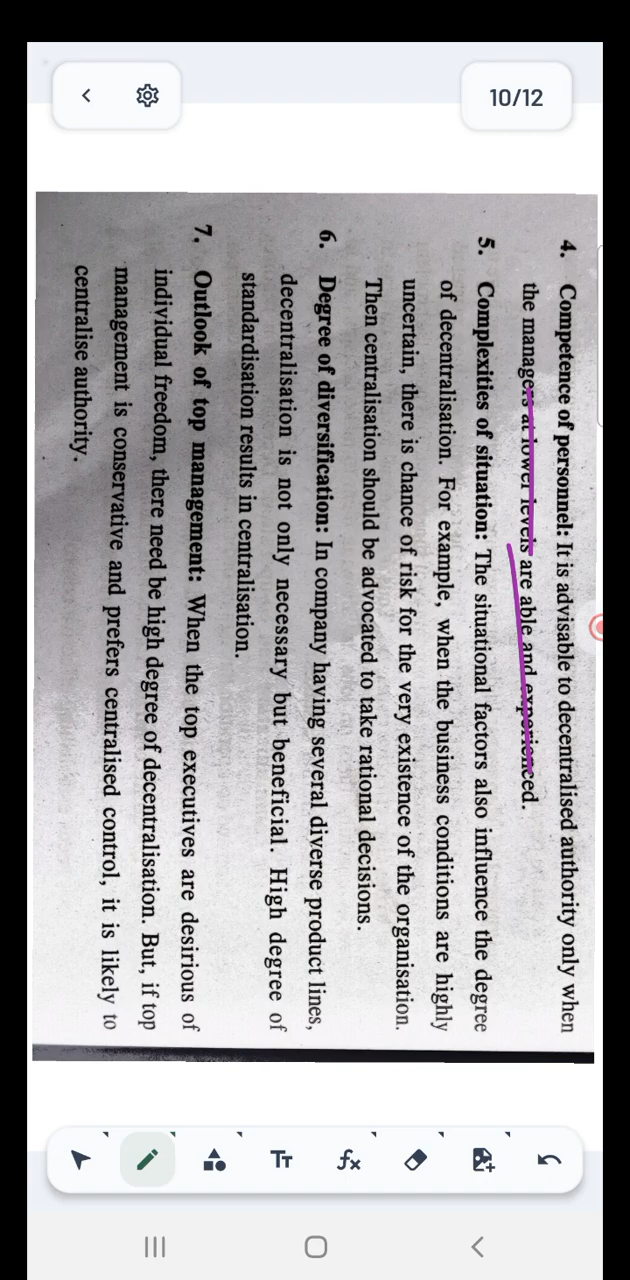 10/12
4. Competence of personnel: It is advisable to decentralised authority only when
the managers at lower levels are able and experienced.
5. Complexities of situation: The situational factors also influence the degree
of decentralisation. For example, when the business conditions are highly
uncertain, there is chance of risk for the very existence of the organisation.
Then centralisation should be advocated to take rational decisions.
6. Degree of diversification: In company having several diverse product lines,
decentralisation is not only necessary but beneficial. High degree of
standardisation results in centralisation.
7. Outlook of top management: When the top executives are desirious of
individual freedom, there need be high degree of decentralisation. But, if top
management is conservative and prefers centralised control, it is likely to
centralise authority.
TT
fx